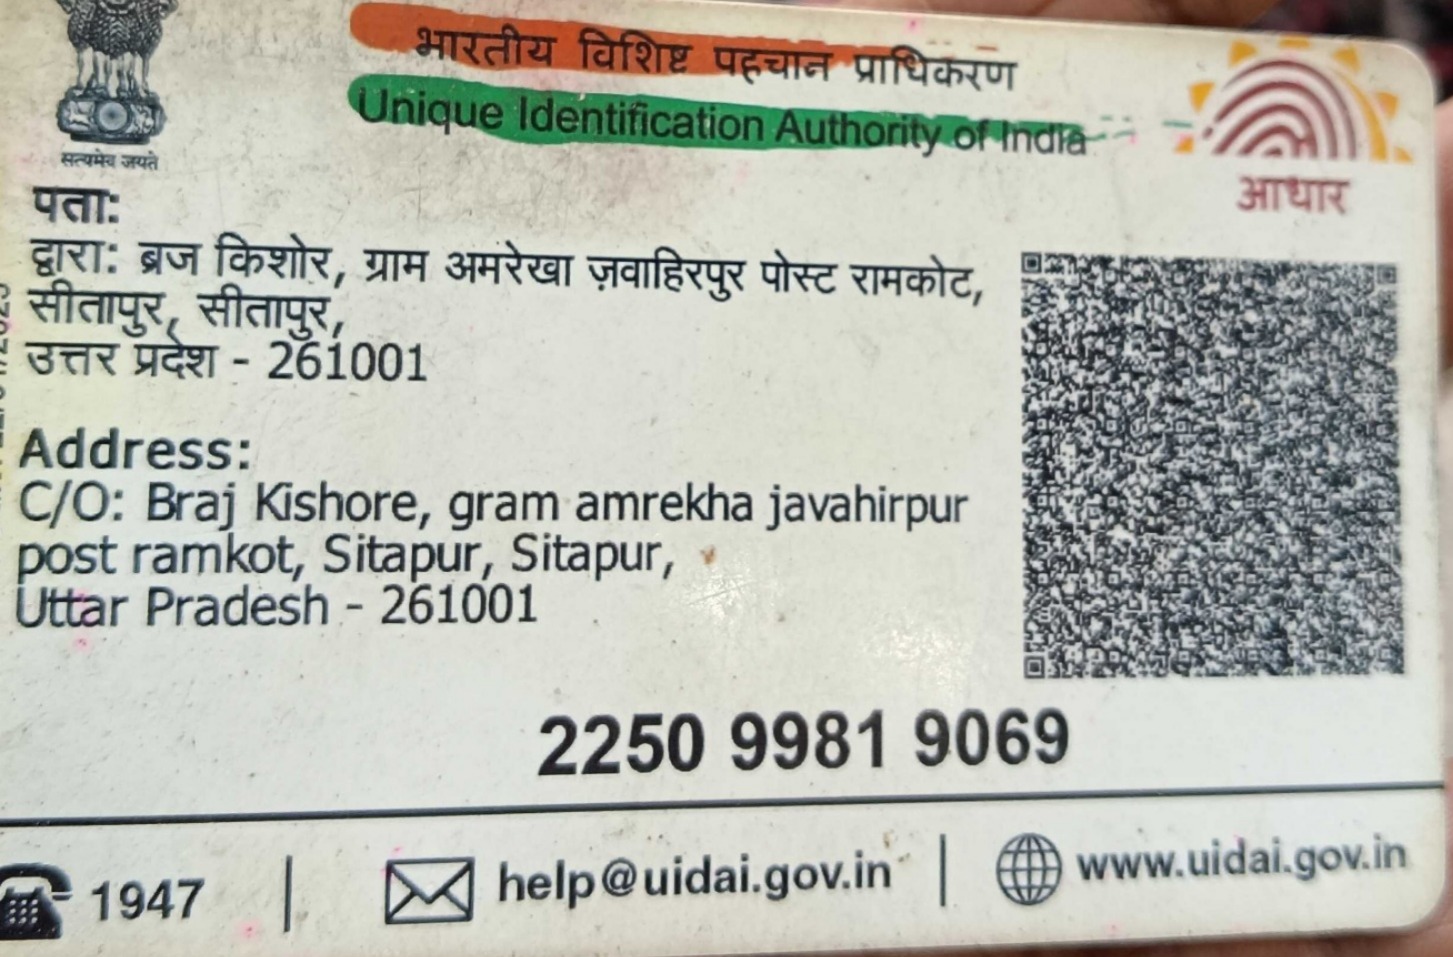 भारतीय विशिष्ट पहचान प्राधिकरण
Unique Identification Authority of India
सत्यमेव जयते
आधार
पता:
द्वारा: ब्रज किशोर, ग्राम अमरेखा ज़वाहिरपुर पोस्ट रामकोट,
सीतापुर, सीतापुर,
उत्तर प्रदेश - 261001
Address:
C/O: Braj Kishore, gram amrekha javahirpur
post ramkot, Sitapur, Sitapur,
Uttar Pradesh - 261001
2250 9981 9069
1947 | help@uidai.gov.in | www.uidai.gov.in